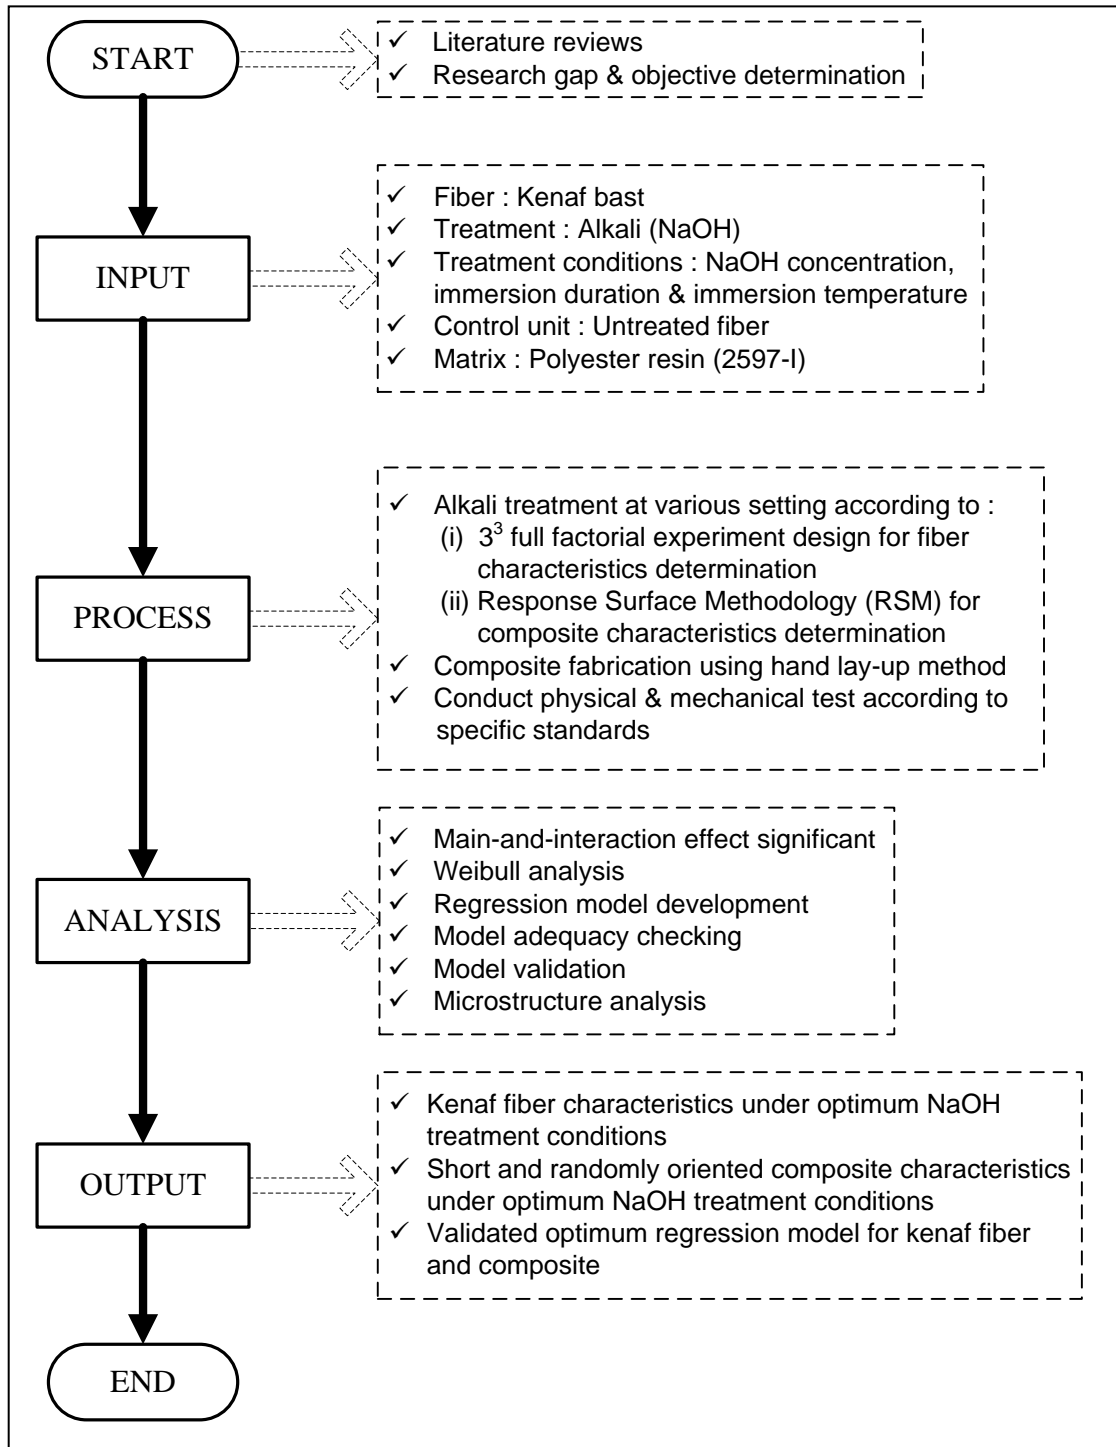 START
✓ Literature reviews
✓ Research gap & objective determination
INPUT
✓ Fiber : Kenaf bast
✓ Treatment : Alkali (NaOH)
✓ Treatment conditions : NaOH concentration,
immersion duration & immersion temperature
✓ Control unit : Untreated fiber
✓ Matrix : Polyester resin (2597-I)
PROCESS
✓ Alkali treatment at various setting according to :
(i) 3³ full factorial experiment design for fiber
characteristics determination
(ii) Response Surface Methodology (RSM) for
composite characteristics determination
✓ Composite fabrication using hand lay-up method
✓ Conduct physical & mechanical test according to
specific standards
ANALYSIS
✓ Main-and-interaction effect significant
✓ Weibull analysis
✓ Regression model development
✓ Model adequacy checking
✓ Model validation
✓ Microstructure analysis
OUTPUT
✓ Kenaf fiber characteristics under optimum NaOH
treatment conditions
✓ Short and randomly oriented composite characteristics
under optimum NaOH treatment conditions
✓ Validated optimum regression model for kenaf fiber
and composite
END